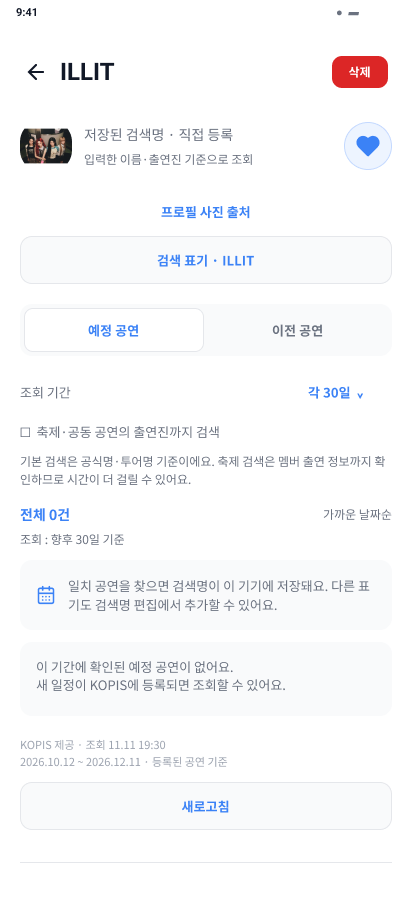 9:41
ILLIT
삭제
저장된 검색명 · 직접 등록
입력한 이름·출연진 기준으로 조회
프로필 사진 출처
검색 표기 · ILLIT
예정 공연
이전 공연
조회 기간
각 30일
축제·공동 공연의 출연진까지 검색
기본 검색은 공식명·투어명 기준이에요. 축제 검색은 멤버 출연 정보까지 확
인하므로 시간이 더 걸릴 수 있어요.
전체 0건
가까운 날짜순
조회 : 향후 30일 기준
일치 공연을 찾으면 검색명이 이 기기에 저장돼요. 다른 표
기도 검색명 편집에서 추가할 수 있어요.
이 기간에 확인된 예정 공연이 없어요.
새 일정이 KOPIS에 등록되면 조회할 수 있어요.
KOPIS 제공 · 조회 11.11 19:30
2026.10.12 ~ 2026.12.11 · 등록된 공연 기준
새로고침